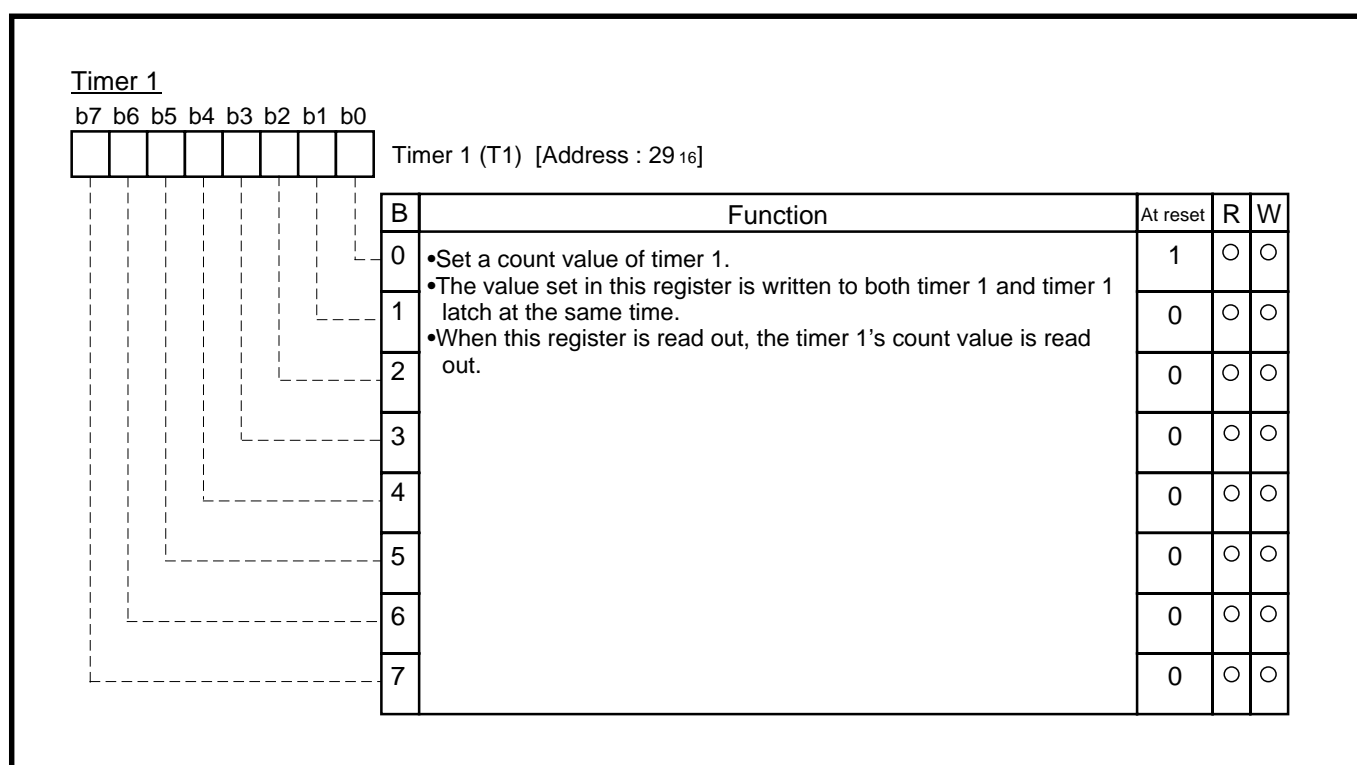 Timer 1
b7 b6 b5 b4 b3 b2 b1 b0
Timer 1 (T1) [Address : 29 16]
B Function At reset R W
0 •Set a count value of timer 1. 1 ○ ○
•The value set in this register is written to both timer 1 and timer 1
1 latch at the same time. 0 ○ ○
•When this register is read out, the timer 1’s count value is read
2 out. 0 ○ ○
3 0 ○ ○
4 0 ○ ○
5 0 ○ ○
6 0 ○ ○
7 0 ○ ○